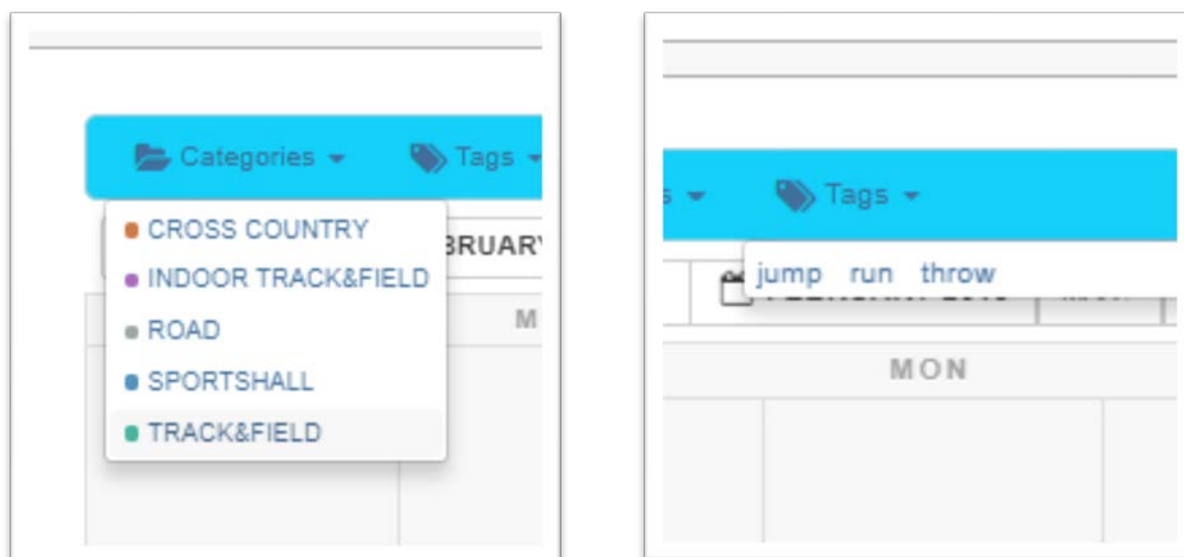 Categories Tags
CROSS COUNTRY
INDOOR TRACK&FIELD
ROAD
SPORTSHALL
TRACK&FIELD
M
Tags
jump run throw
MON